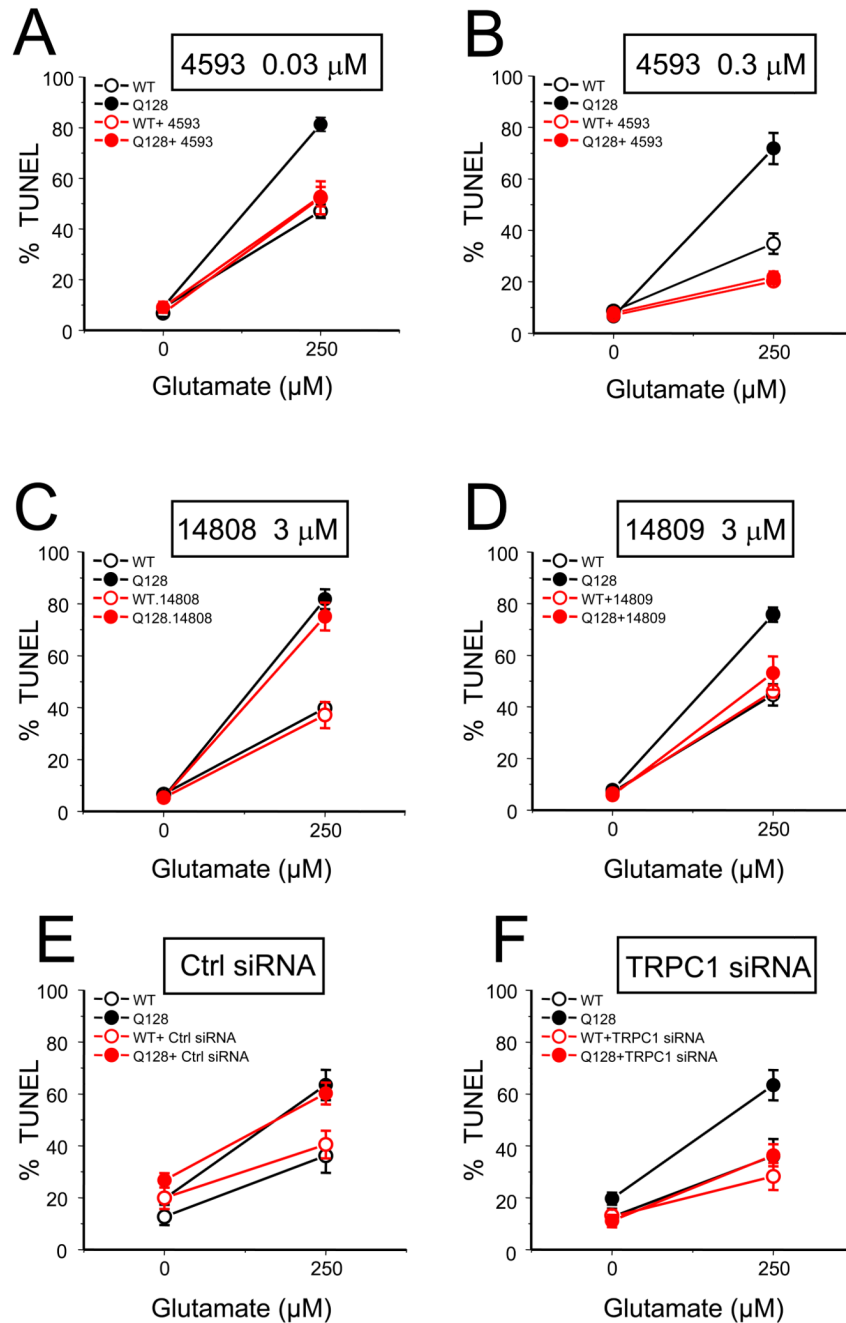 A
4593 0.03 μM
WT
Q128
WT+ 4593
Q128+ 4593
100
80
60
40
20
0
% TUNEL
0 250
Glutamate (μM)
B
4593 0.3 μM
WT
Q128
WT+ 4593
Q128+ 4593
100
80
60
40
20
0
% TUNEL
0 250
Glutamate (μM)
C
14808 3 μM
WT
Q128
WT.14808
Q128.14808
100
80
60
40
20
0
% TUNEL
0 250
Glutamate (μM)
D
14809 3 μM
WT
Q128
WT+14809
Q128+14809
100
80
60
40
20
0
% TUNEL
0 250
Glutamate (μM)
E
Ctrl siRNA
WT
Q128
WT+ Ctrl siRNA
Q128+ Ctrl siRNA
100
80
60
40
20
0
% TUNEL
0 250
Glutamate (μM)
F
TRPC1 siRNA
WT
Q128
WT+TRPC1 siRNA
Q128+TRPC1 siRNA
100
80
60
40
20
0
% TUNEL
0 250
Glutamate (μM)